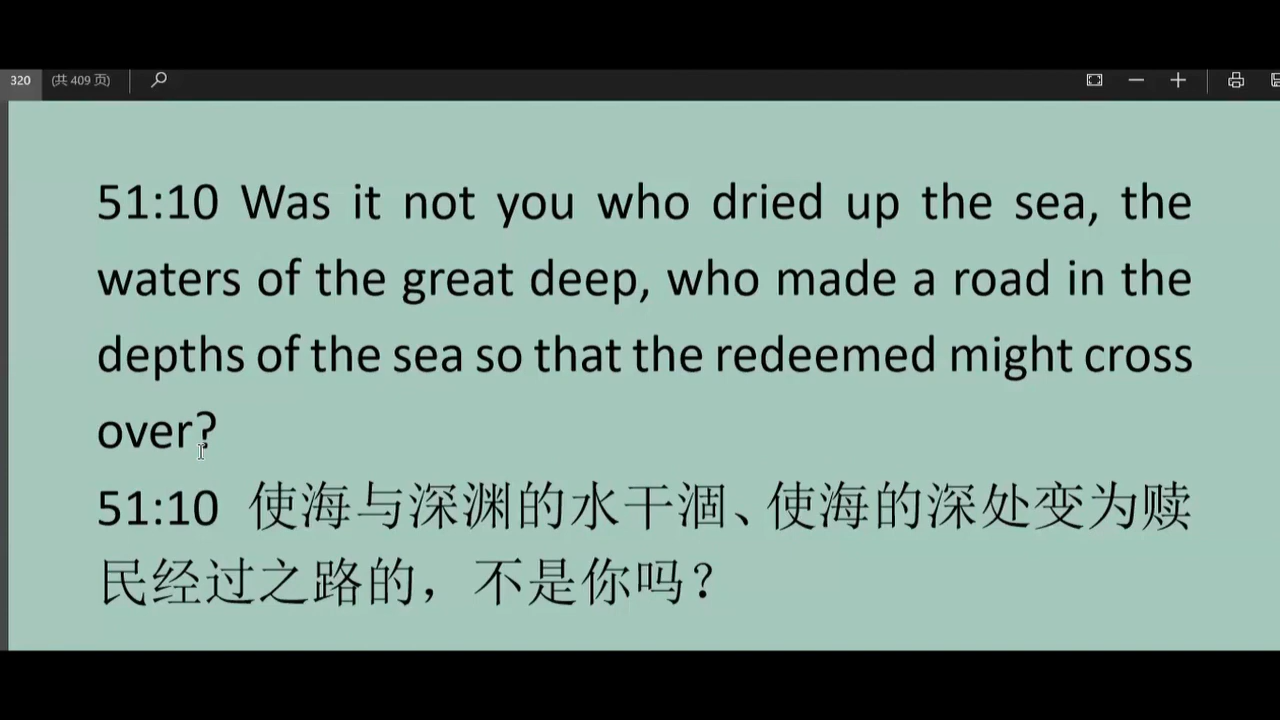 320 (共 409 页)
51:10 Was it not you who dried up the sea, the
waters of the great deep, who made a road in the
depths of the sea so that the redeemed might cross
over?
51:10 使海与深渊的水干涸、使海的深处变为赎
民经过之路的，不是你吗？